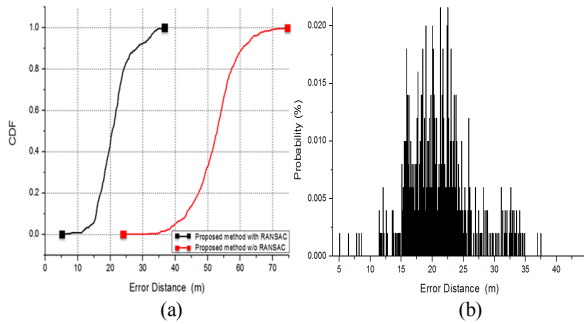 1.0
0.8
0.6
0.4
0.2
0.0
CDF
Proposed method with RANSAC
Proposed method w/o RANSAC
0 10 20 30 40 50 60 70
Error Distance (m)
(a)
0.020
0.015
0.010
0.005
0.000
Probability (%)
5 10 15 20 25 30 35 40
Error Distance (m)
(b)